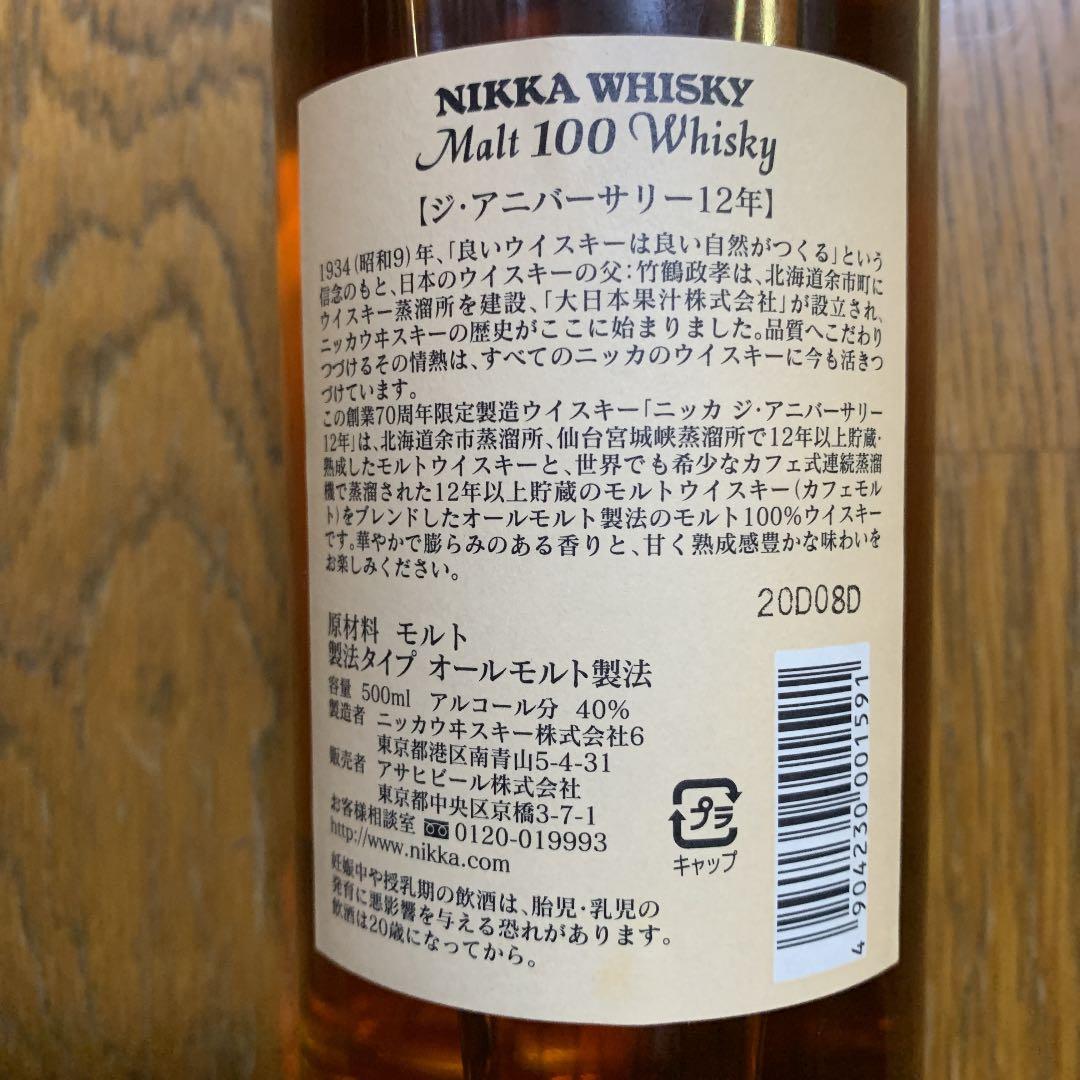 NIKKA WHISKY
Malt 100 Whisky
【ジ・アニバーサリー12年】
1934(昭和9)年、「良いウイスキーは良い自然がつくる」という
信念のもと、日本のウイスキーの父:竹鶴政孝は、北海道余市町に
ウイスキー蒸溜所を建設、「大日本果汁株式会社」が設立され、
ニッカウヰスキーの歴史がここに始まりました。品質へこだわり
つづけるその情熱は、すべてのニッカのウイスキーに今も活きつ
づけています。
この創業70周年限定製造ウイスキー「ニッカ ジ・アニバーサリー
12年」は、北海道余市蒸溜所、仙台宮城峡蒸溜所で12年以上貯蔵・
熟成したモルトウイスキーと、世界でも希少なカフェ式連続蒸溜
機で蒸溜された12年以上貯蔵のモルトウイスキー(カフェモル
ト)をブレンドしたオールモルト製法のモルト100%ウイスキー
です。華やかで膨らみのある香りと、甘く熟成感豊かな味わいを
お楽しみください。
20D08D
原材料 モルト
製法タイプ オールモルト製法
容量 500ml アルコール分 40%
製造者 ニッカウヰスキー株式会社6
東京都港区南青山5-4-31
販売者 アサヒビール株式会社
東京都中央区京橋3-7-1
お客様相談室 0120-019993
http://www.nikka.com
プラ
キャップ
妊娠中や授乳期の飲酒は、胎児・乳児の
発育に悪影響を与える恐れがあります。
飲酒は20歳になってから。
4 904230 001591